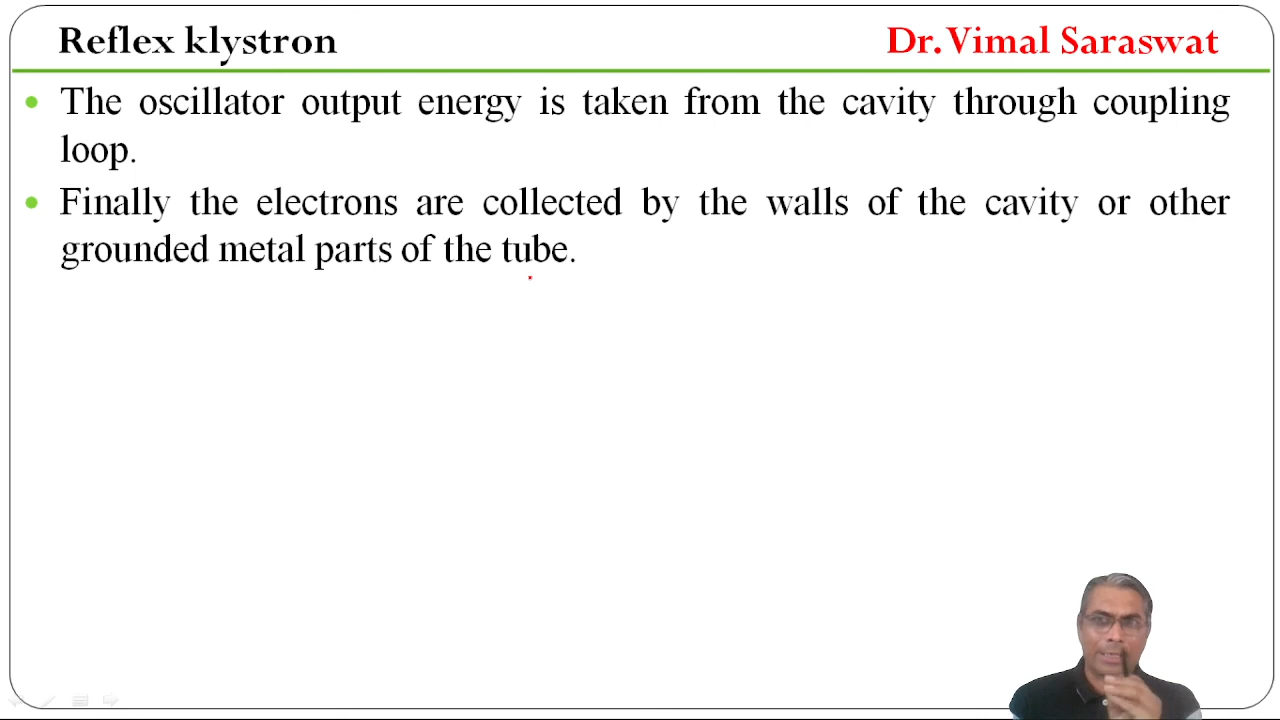 Reflex klystron Dr. Vimal Saraswat
• The oscillator output energy is taken from the cavity through coupling
loop.
• Finally the electrons are collected by the walls of the cavity or other
grounded metal parts of the tube.